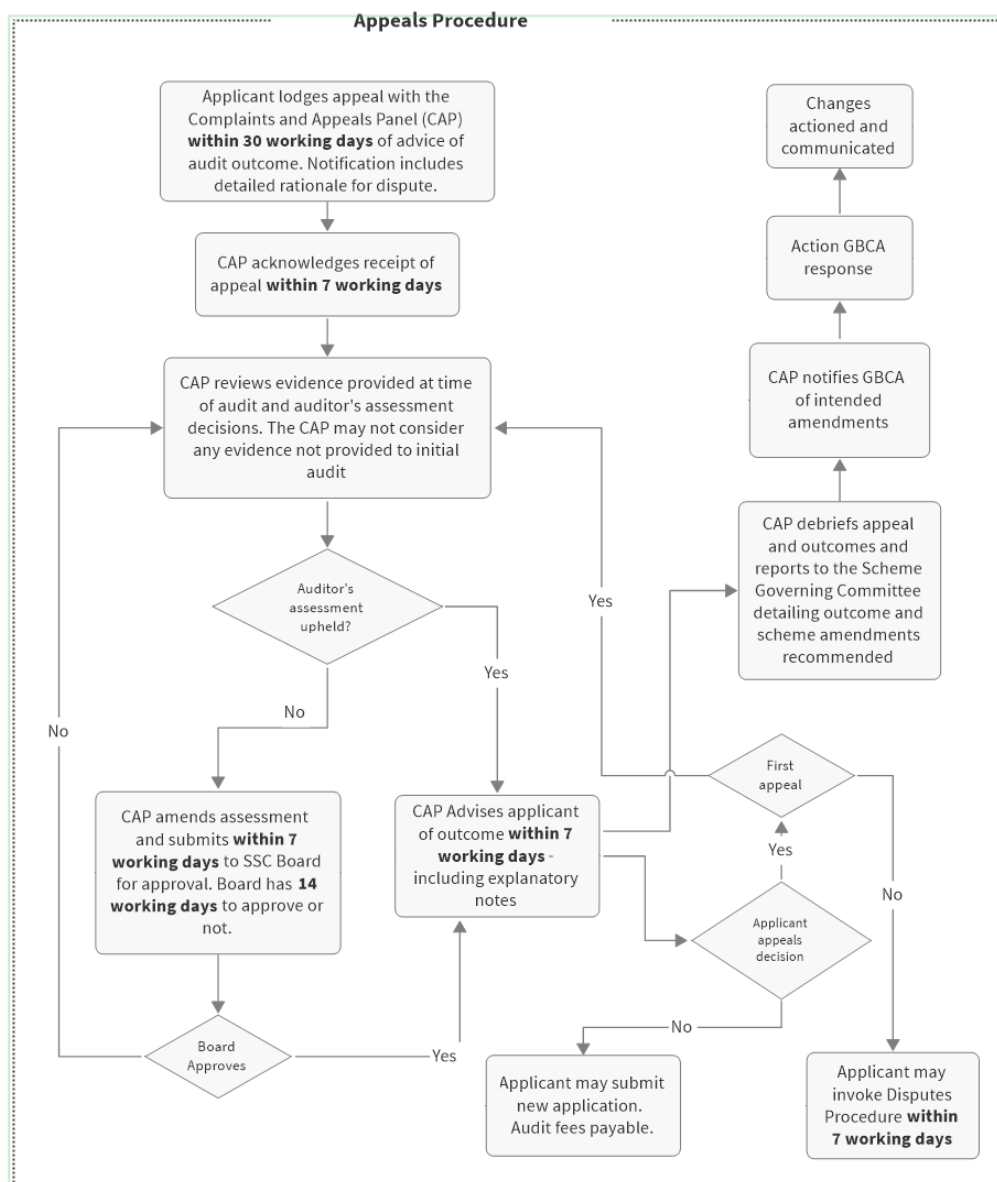 Appeals Procedure
Applicant lodges appeal with the
Complaints and Appeals Panel (CAP)
within 30 working days of advice of
audit outcome. Notification includes
detailed rationale for dispute.
CAP acknowledges receipt of
appeal within 7 working days
CAP reviews evidence provided at time
of audit and auditor's assessment
decisions. The CAP may not consider
any evidence not provided to initial
audit
Auditor's
assessment
upheld?
No
Yes
CAP amends assessment
and submits within 7
working days to SSC Board
for approval. Board has 14
working days to approve or
not.
Board
Approves
No
Yes
CAP Advises applicant
of outcome within 7
working days -
including explanatory
notes
Applicant
appeals
decision
No
Applicant may submit
new application.
Audit fees payable.
Yes
First
appeal
Yes
No
Applicant may
invoke Disputes
Procedure within
7 working days
CAP debriefs appeal
and outcomes and
reports to the Scheme
Governing Committee
detailing outcome and
scheme amendments
recommended
CAP notifies GBCA
of intended
amendments
Action GBCA
response
Changes
actioned and
communicated